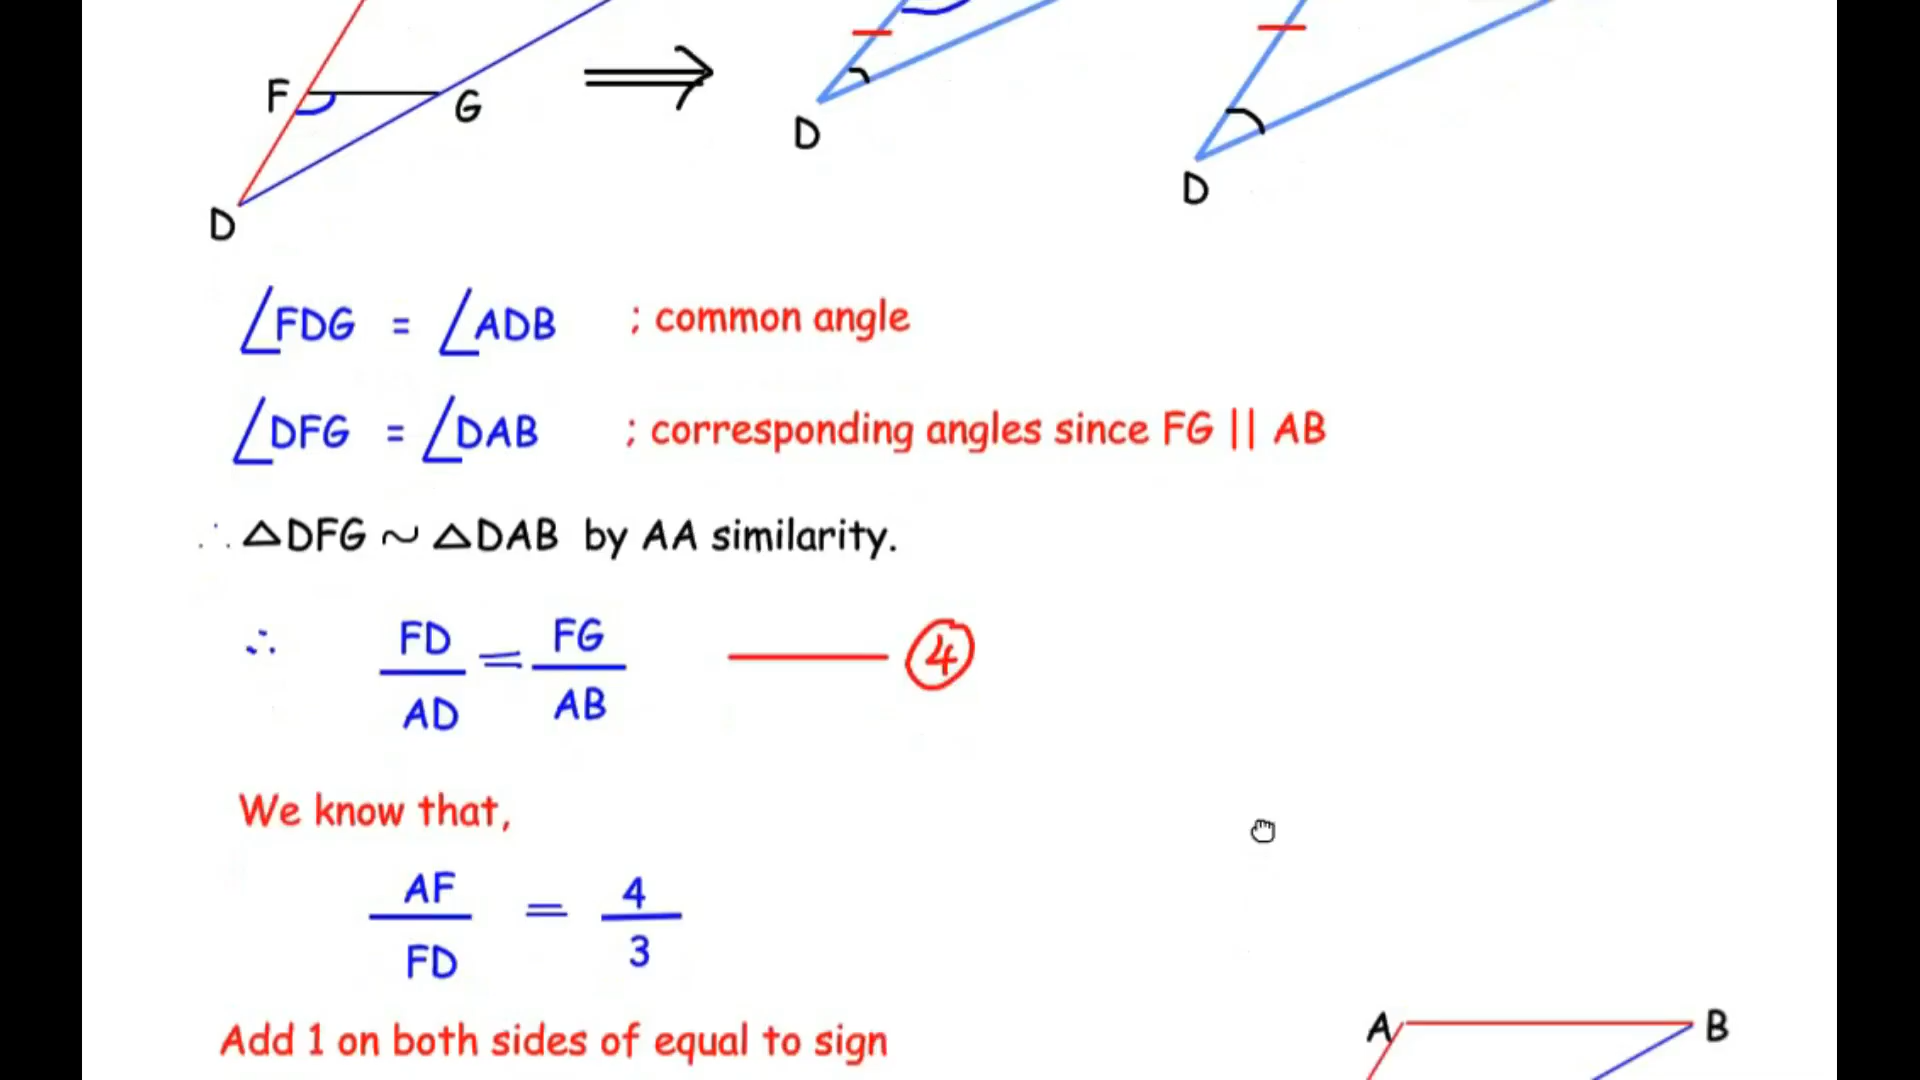 F G
D D
D
∠FDG = ∠ADB ; common angle
∠DFG = ∠DAB ; corresponding angles since FG || AB
∴ △DFG ~ △DAB by AA similarity.
∴ FD/AD = FG/AB —— ④
We know that,
AF/FD = 4/3
Add 1 on both sides of equal to sign
A B